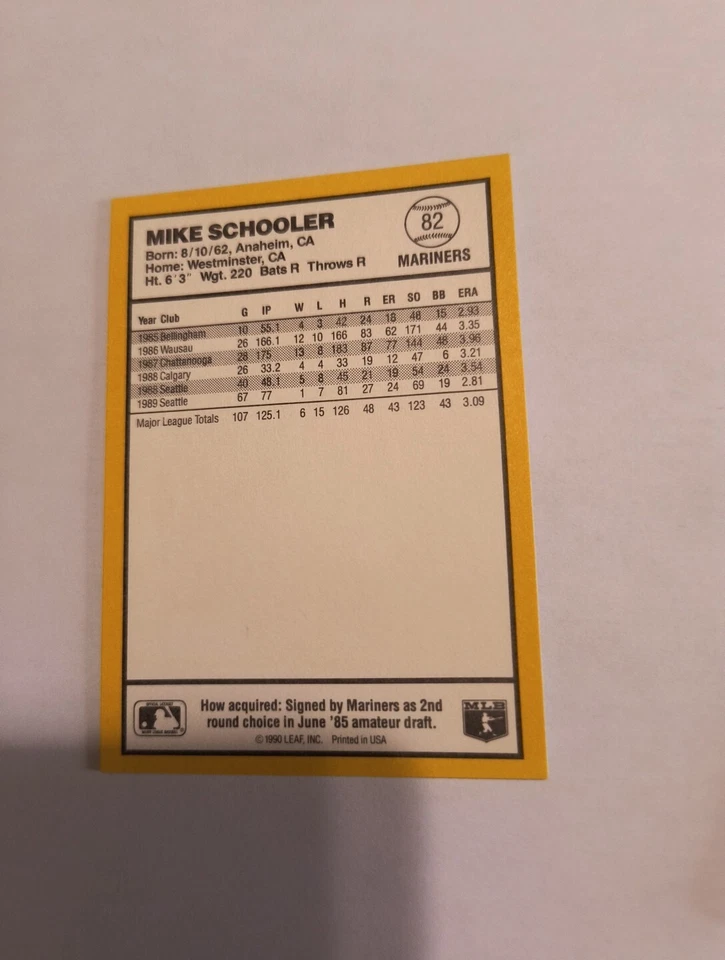 MIKE SCHOOLER
82
Born: 8/10/62, Anaheim, CA
Home: Westminster, CA
Ht. 6'3" Wgt. 220 Bats R Throws R
MARINERS
Year Club G IP W L H R ER SO BB ERA
1985 Bellingham 10 55.1 4 3 42 24 18 48 15 2.93
1986 Wausau 26 166.1 12 10 166 83 62 171 44 3.35
1987 Chattanooga 28 175 13 8 183 87 77 144 48 3.96
1988 Calgary 26 33.2 4 4 33 19 12 47 6 3.21
1988 Seattle 40 48.1 5 8 45 21 19 54 24 3.54
1989 Seattle 67 77 1 7 81 27 24 69 19 2.81
Major League Totals 107 125.1 6 15 126 48 43 123 43 3.09
How acquired: Signed by Mariners as 2nd
round choice in June '85 amateur draft.
© 1990 LEAF, INC. Printed in USA
MLB